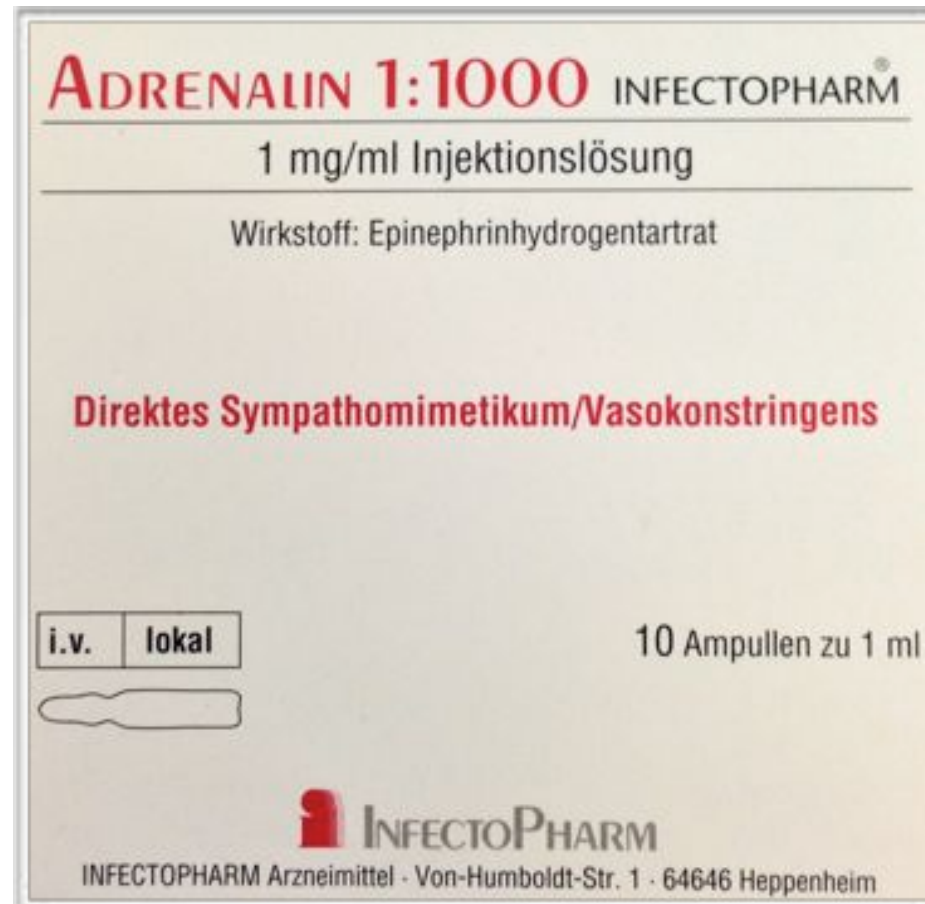 ADRENALIN 1:1000 INFECTOPHARM®
1 mg/ml Injektionslösung
Wirkstoff: Epinephrinhydrogentartrat
Direktes Sympathomimetikum/Vasokonstringens
i.v. lokal
10 Ampullen zu 1 ml
INFECTOPHARM
INFECTOPHARM Arzneimittel · Von-Humboldt-Str. 1 · 64646 Heppenheim